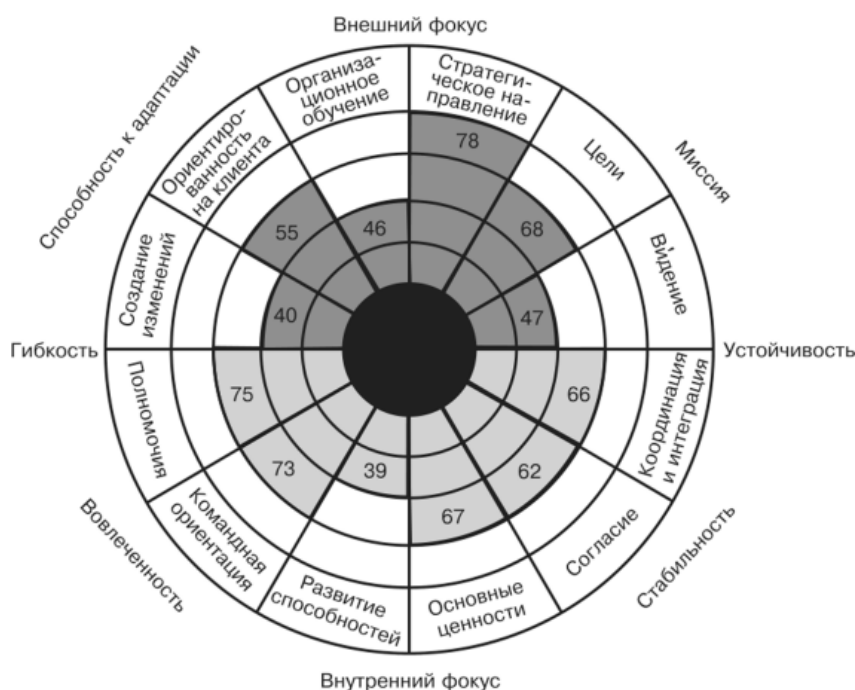 Внешний фокус
Способность к адаптации
Организа-
ционное
обучение
Стратеги-
ческое на-
правление
Ориентиро-
ванность
на клиента
Цели
Миссия
78
55
46
68
Создание
изменений
Ви́дение
40
47
Гибкость
Устойчивость
Полномочия
75
66
Координация
и интеграция
73
39
62
67
Командная
ориентация
Согласие
Вовлеченность
Стабильность
Развитие
способностей
Основные
ценности
Внутренний фокус